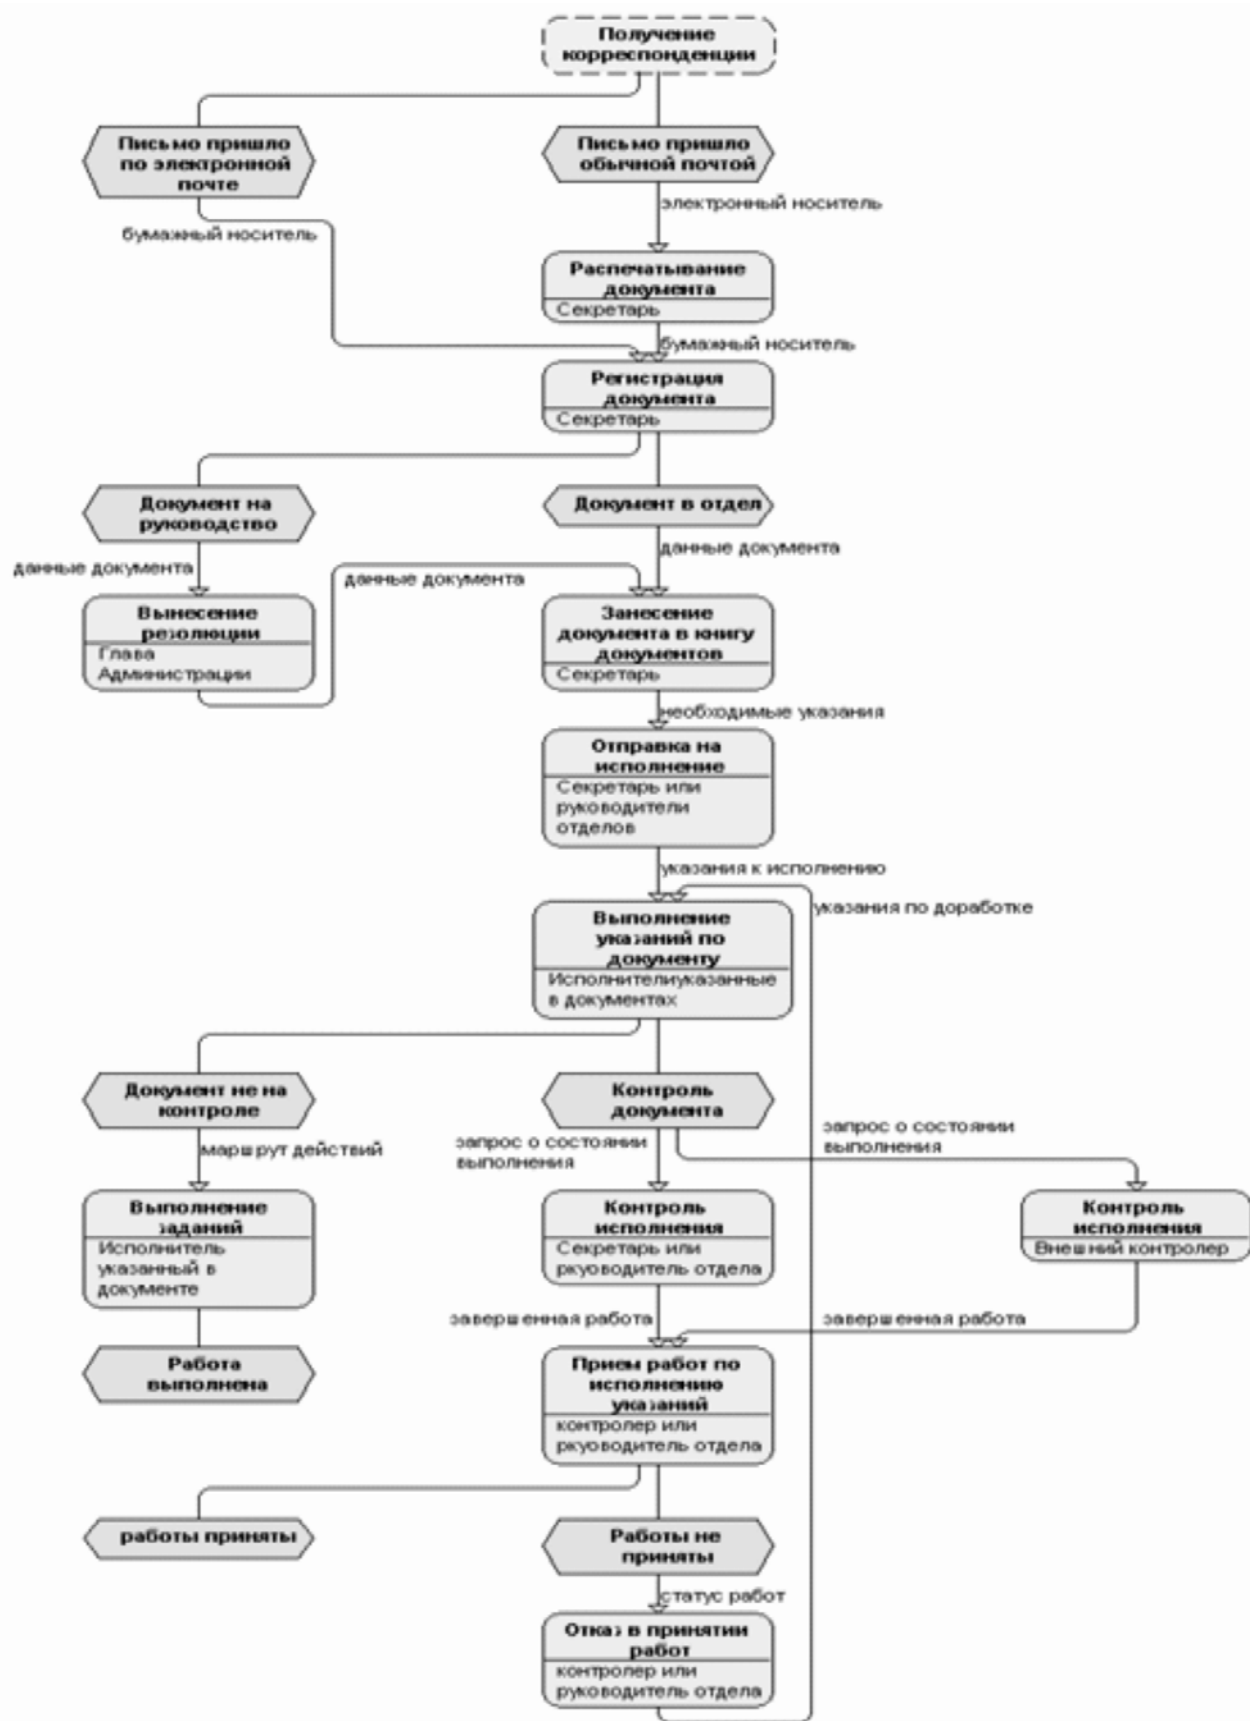 Получение
корреспонденции
Письмо пришло
по электронной
почте
Письмо пришло
обычной почтой
электронный носитель
бумажный носитель
Распечатывание
документа
Секретарь
бумажный носитель
Регистрация
документа
Секретарь
Документ на
руководство
Документ в отдел
данные документа
данные документа
данные документа
Вынесение
резолюции
Глава
Администрации
Занесение
документа в книгу
документов
Секретарь
необходимые указания
Отправка на
исполнение
Секретарь или
руководители
отделов
указания к исполнению
указания по доработке
Выполнение
указаний по
документу
Исполнителиуказанные
в документах
Документ не на
контроле
Контроль
документа
маршрут действий
запрос о состоянии
выполнения
запрос о состоянии
выполнения
Выполнение
заданий
Исполнитель
указанный в
документе
Контроль
исполнения
Секретарь или
ркуоводитель отдела
Контроль
исполнения
Внешний контролер
завершенная работа
завершенная работа
Работа
выполнена
Прием работ по
исполнению
указаний
контролер или
ркуоводитель отдела
работы приняты
Работы не
приняты
статус работ
Отказ в принятии
работ
контролер или
руководитель отдела